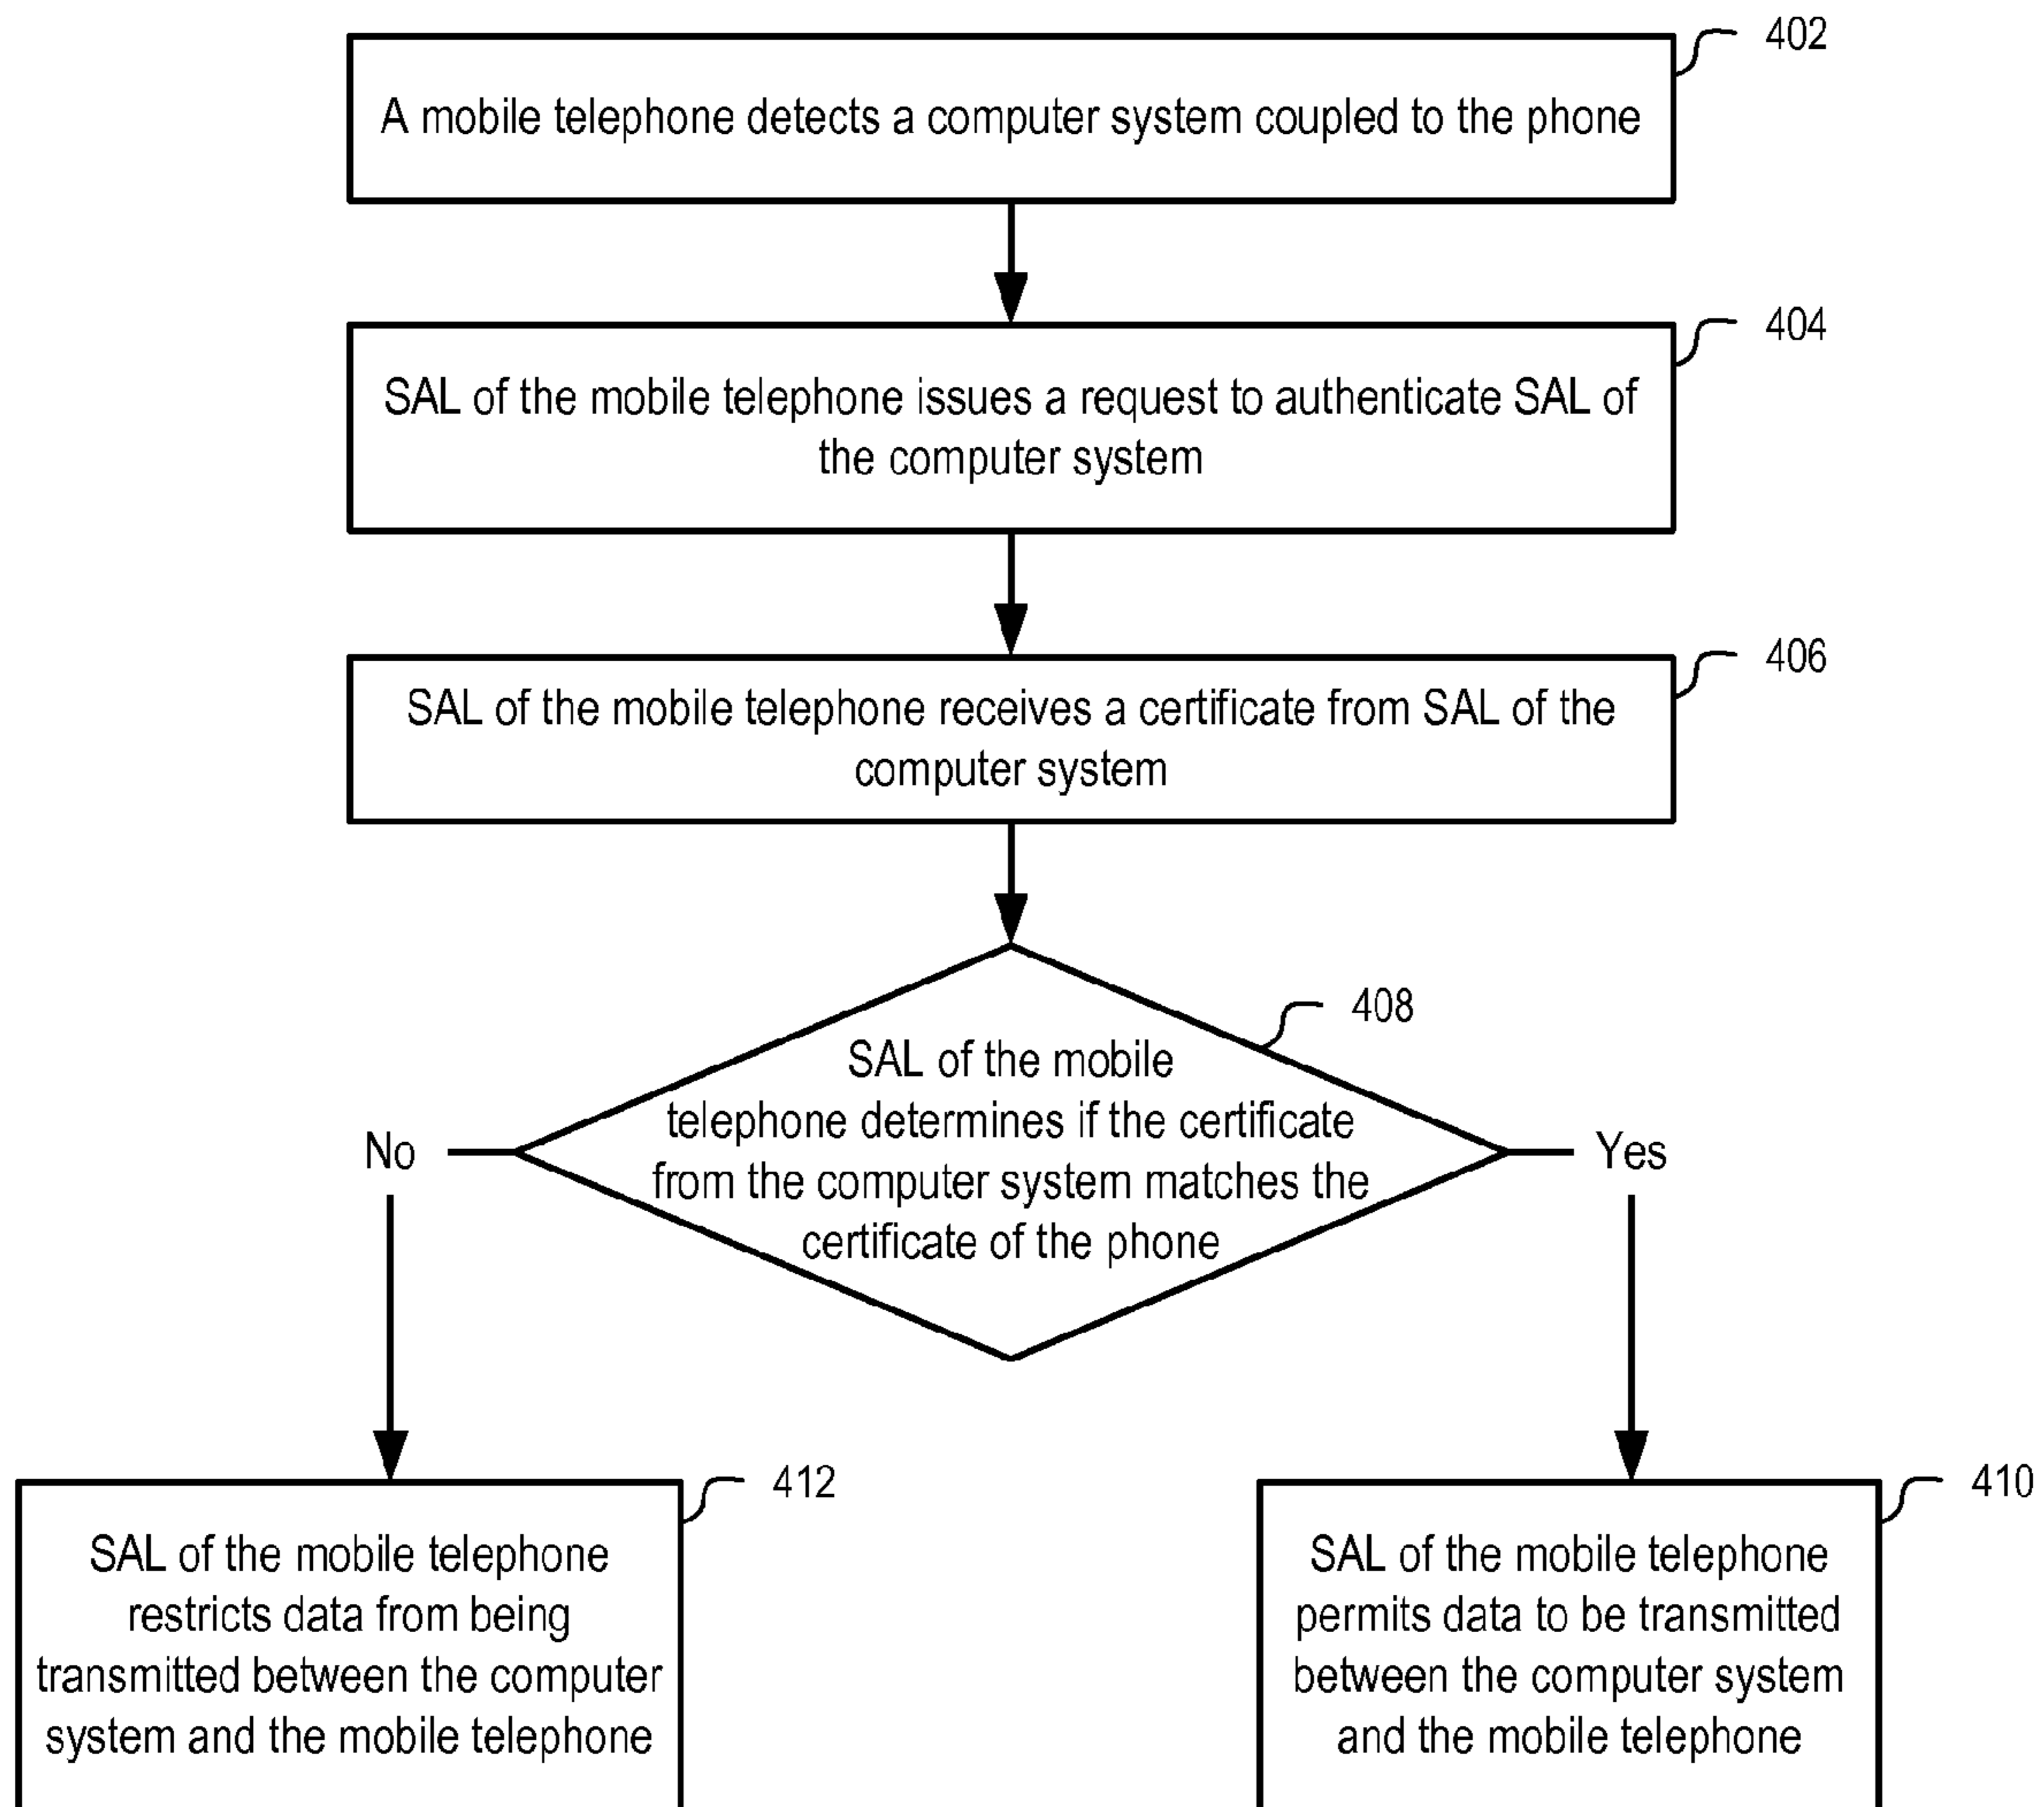 402
A mobile telephone detects a computer system coupled to the phone
404
SAL of the mobile telephone issues a request to authenticate SAL of
the computer system
406
SAL of the mobile telephone receives a certificate from SAL of the
computer system
408
SAL of the mobile
telephone determines if the certificate
from the computer system matches the
certificate of the phone
No
Yes
412
SAL of the mobile telephone
restricts data from being
transmitted between the computer
system and the mobile telephone
410
SAL of the mobile telephone
permits data to be transmitted
between the computer system
and the mobile telephone